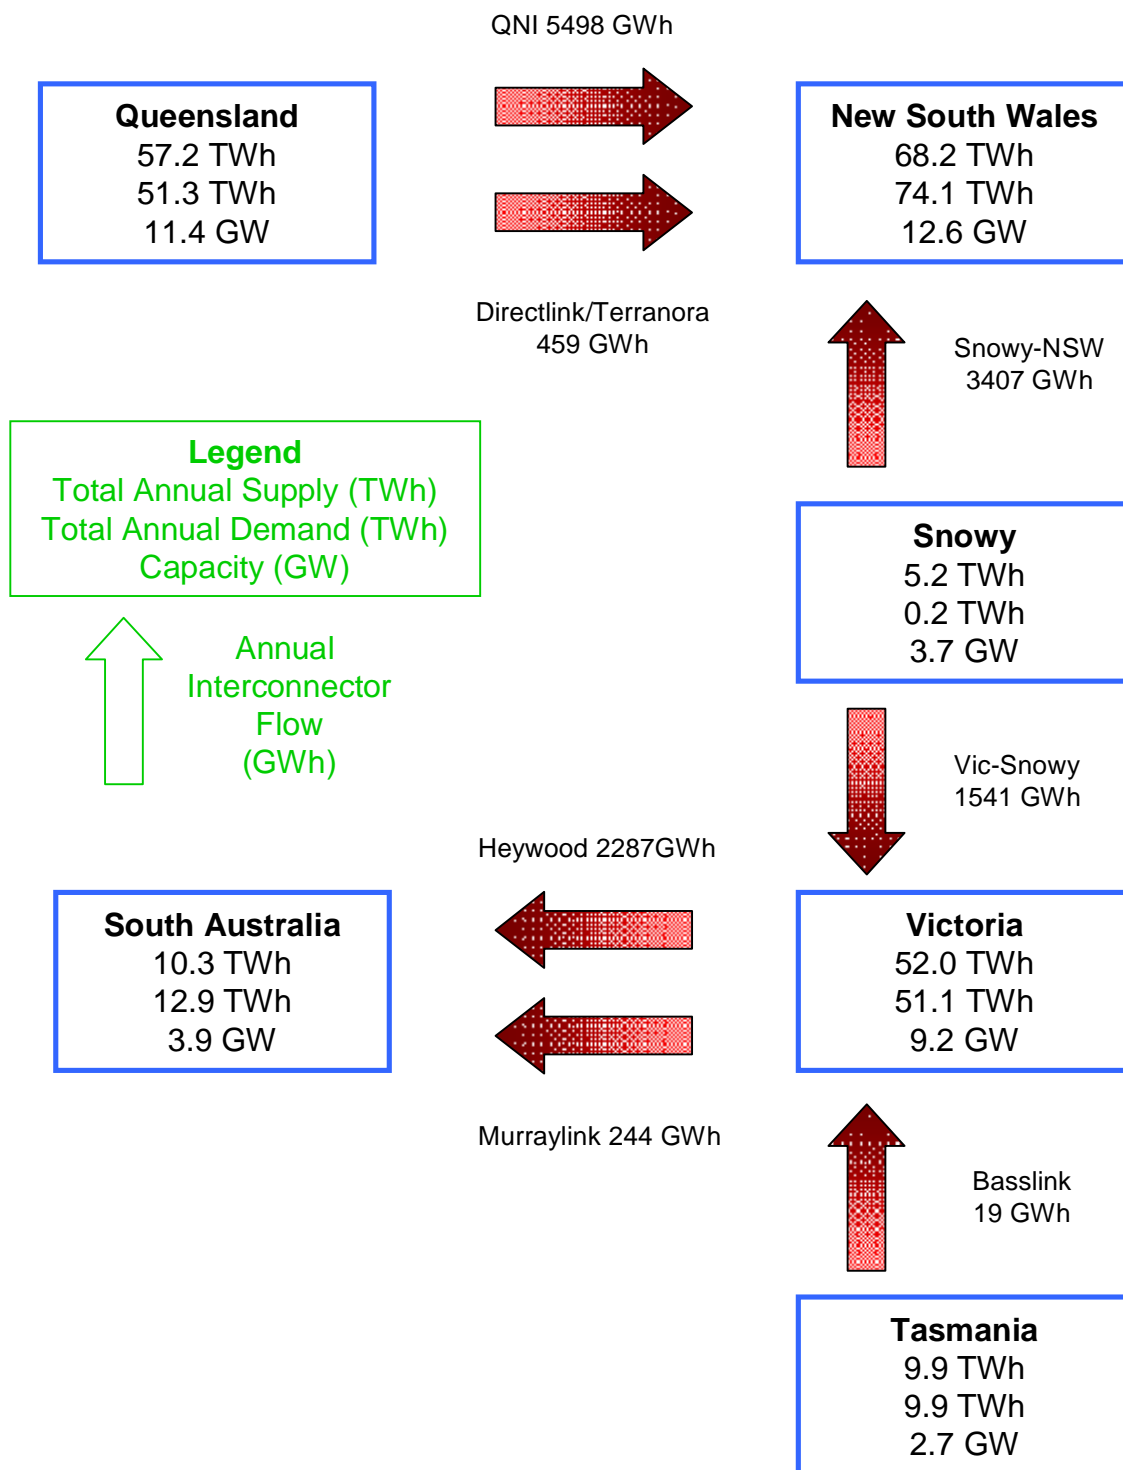 QNI 5498 GWh
Queensland
57.2 TWh
51.3 TWh
11.4 GW
New South Wales
68.2 TWh
74.1 TWh
12.6 GW
Directlink/Terranora
459 GWh
Snowy-NSW
3407 GWh
Legend
Total Annual Supply (TWh)
Total Annual Demand (TWh)
Capacity (GW)
Snowy
5.2 TWh
0.2 TWh
3.7 GW
Annual
Interconnector
Flow
(GWh)
Vic-Snowy
1541 GWh
Heywood 2287GWh
South Australia
10.3 TWh
12.9 TWh
3.9 GW
Victoria
52.0 TWh
51.1 TWh
9.2 GW
Murraylink 244 GWh
Basslink
19 GWh
Tasmania
9.9 TWh
9.9 TWh
2.7 GW